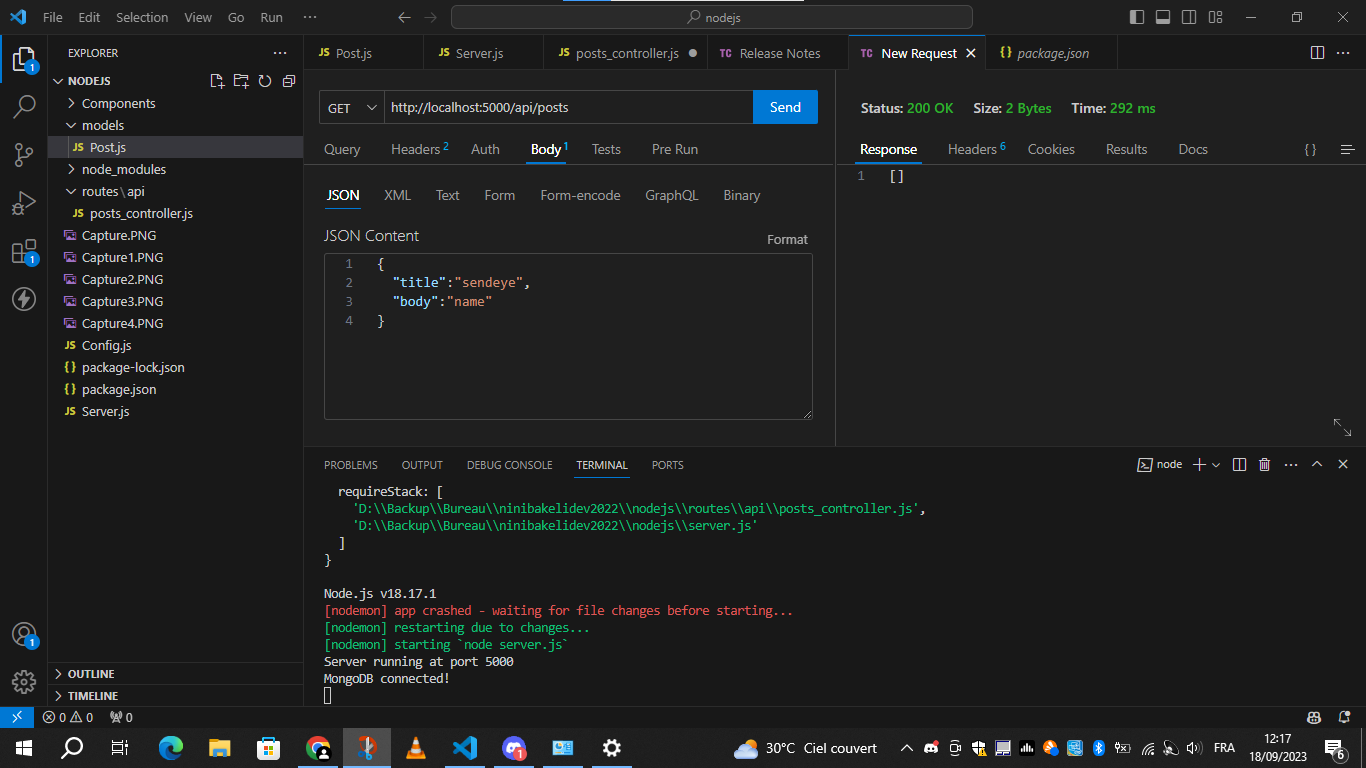 File Edit Selection View Go Run ··· nodejs
EXPLORER ···
NODEJS
Components
models
JS Post.js
node_modules
routes\api
JS posts_controller.js
Capture.PNG
Capture1.PNG
Capture2.PNG
Capture3.PNG
Capture4.PNG
JS Config.js
{} package-lock.json
{} package.json
JS Server.js
OUTLINE
TIMELINE
1
1
1
JS Post.js JS Server.js JS posts_controller.js TC Release Notes TC New Request {} package.json ···
GET http://localhost:5000/api/posts Send
Query Headers 2 Auth Body 1 Tests Pre Run
JSON XML Text Form Form-encode GraphQL Binary
JSON Content Format
1 {
2 "title":"sendeye",
3 "body":"name"
4 }
Status: 200 OK Size: 2 Bytes Time: 292 ms
Response Headers 6 Cookies Results Docs {}
1 []
PROBLEMS OUTPUT DEBUG CONSOLE TERMINAL PORTS node ···
requireStack: [
'D:\\Backup\\Bureau\\ninibakelidev2022\\nodejs\\routes\\api\\posts_controller.js',
'D:\\Backup\\Bureau\\ninibakelidev2022\\nodejs\\server.js'
]
}
Node.js v18.17.1
[nodemon] app crashed - waiting for file changes before starting...
[nodemon] restarting due to changes...
[nodemon] starting `node server.js`
Server running at port 5000
MongoDB connected!
0 0 0
1 30°C Ciel couvert FRA 12:17
18/09/2023 6